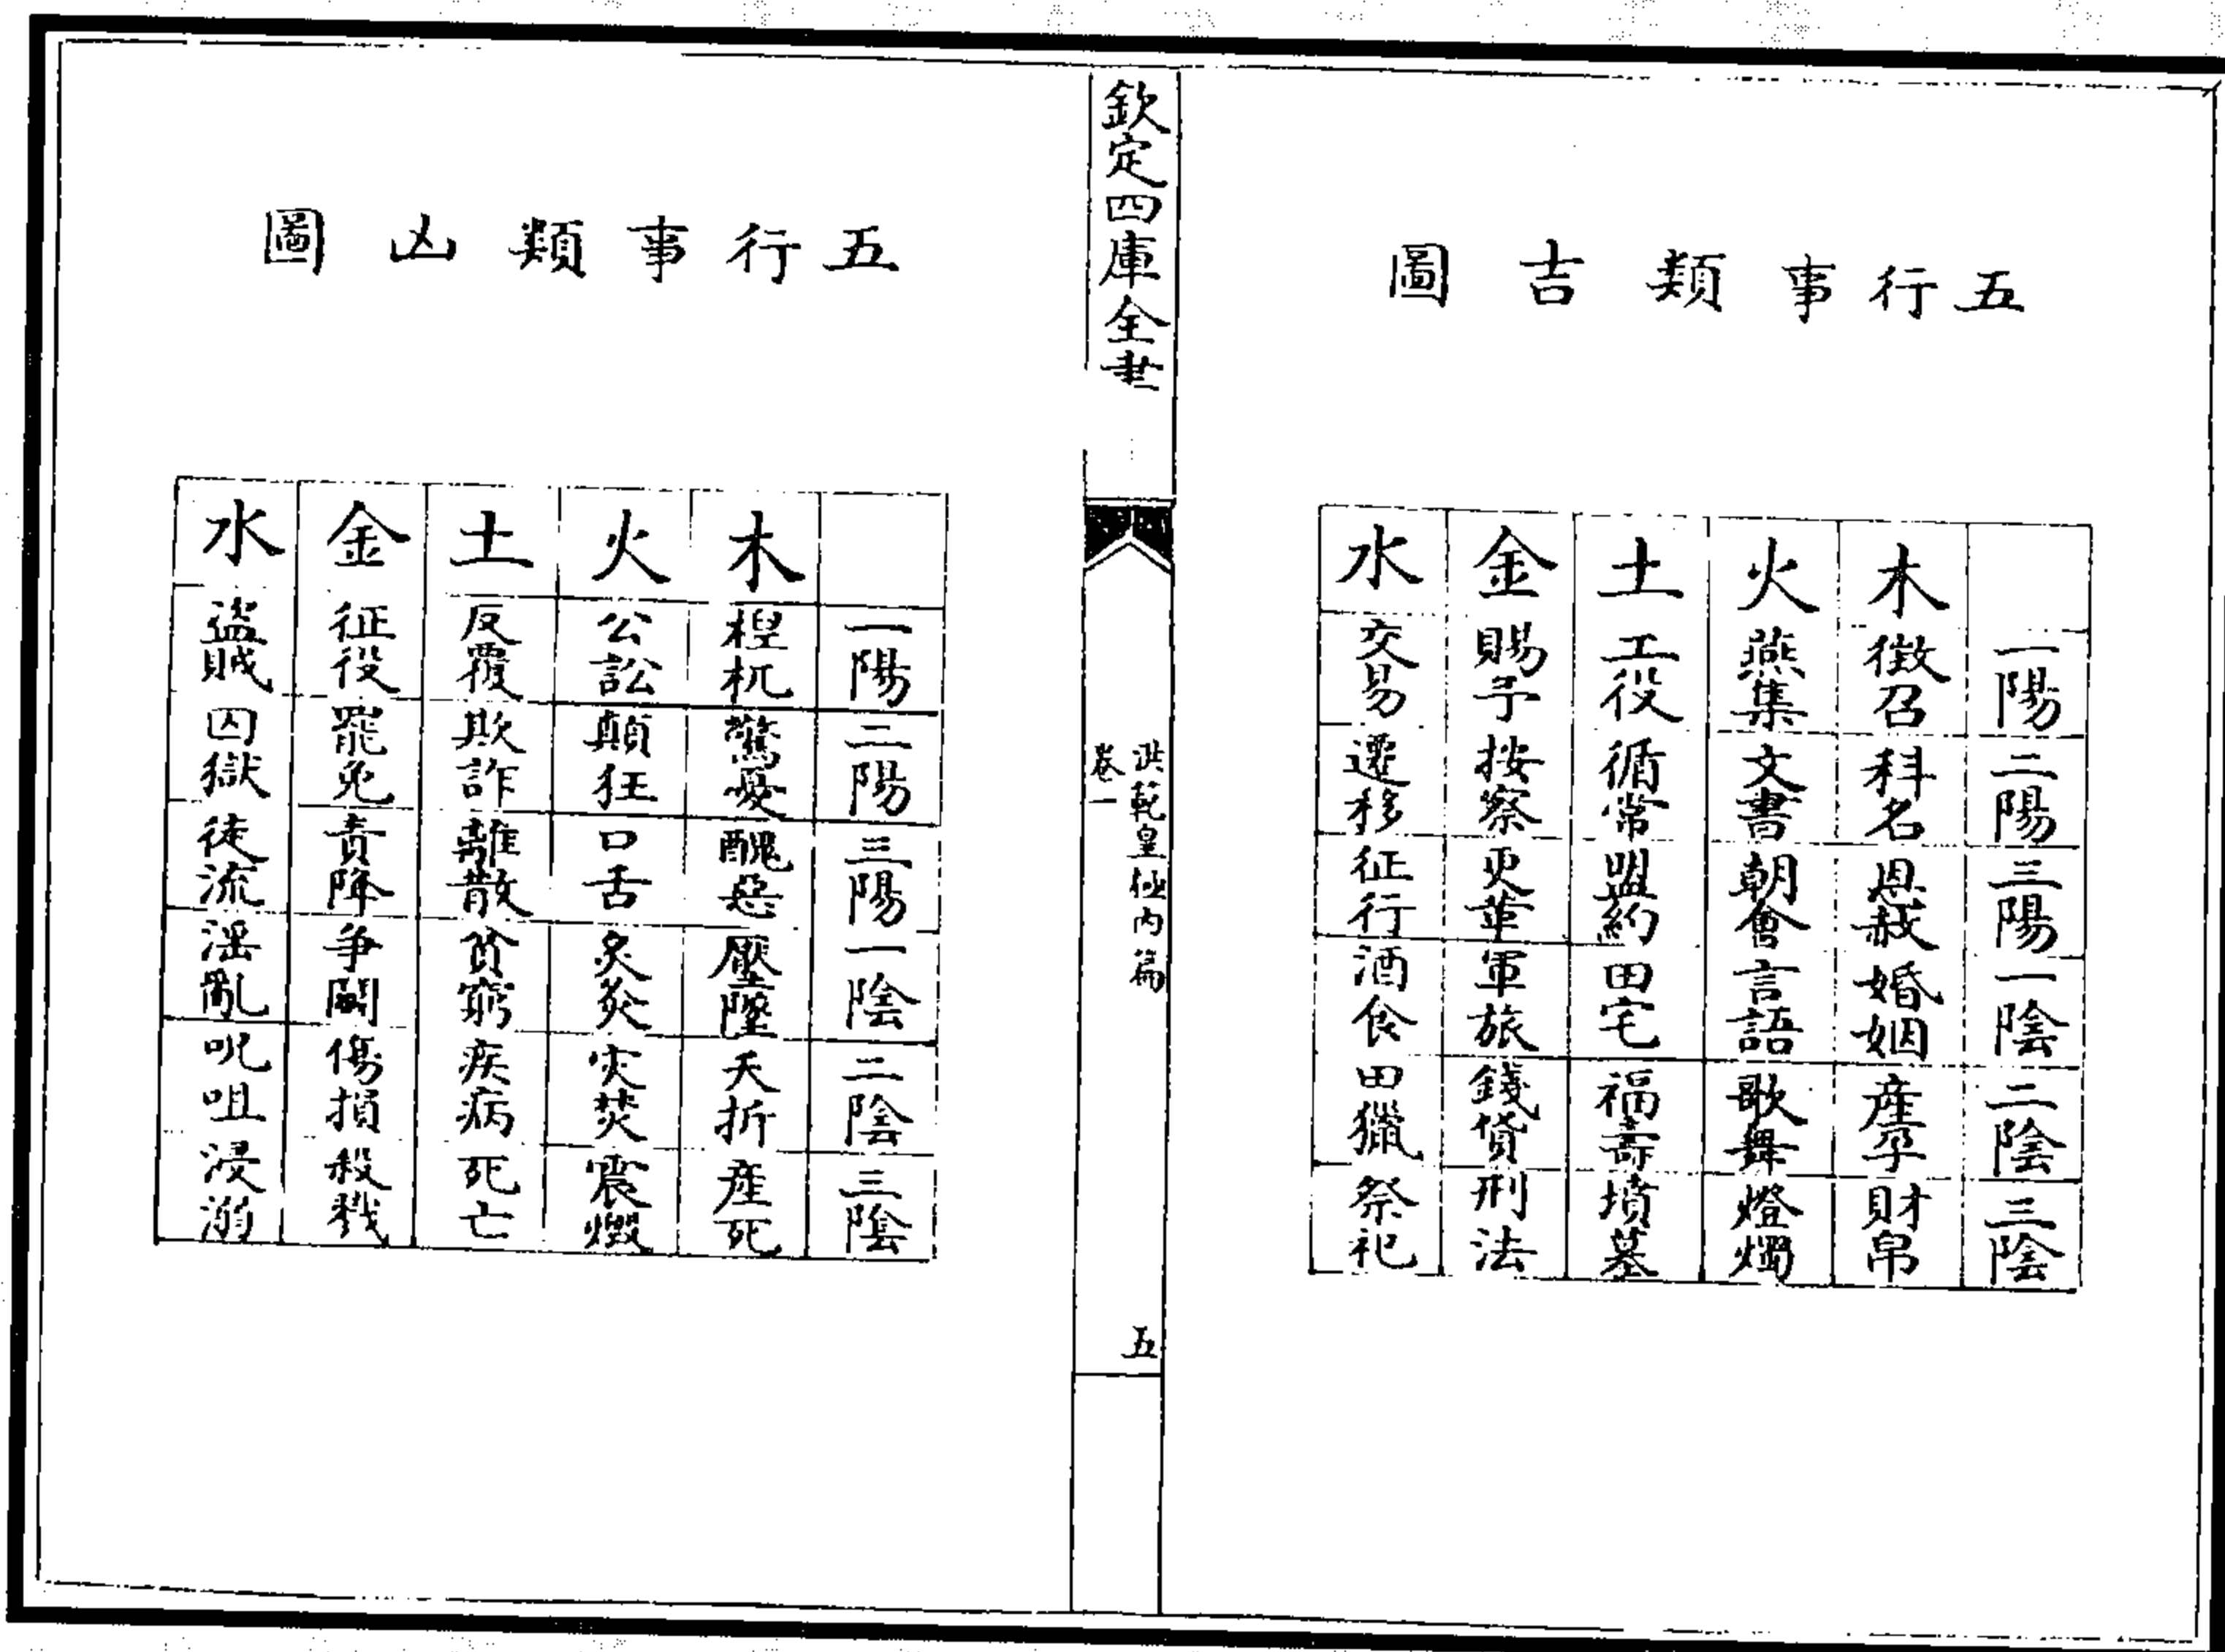 五行事類吉圖
一陽 二陽 三陽 一陰 二陰 三陰
木 徵召 科名 恩赦 婚姻 產孕 財帛
火 燕集 文書 朝會 言語 歌舞 燈燭
土 工役 循常 盟約 田宅 福壽 墳墓
金 賜予 按察 更革 軍旅 錢貨 刑法
水 交易 遷移 征行 酒食 田獵 祭祀
欽定四庫全書
洪範皇極內篇
卷一
五
五行事類凶圖
一陽 二陽 三陽 一陰 二陰 三陰
木 桯杌 驚憂 醜惡 壓墜 夭折 產死
火 公訟 顛狂 口舌 炙灸 灾焚 震燬
土 反覆 欺詐 離散 貧窮 疾病 死亡
金 征役 罷免 責降 爭鬬 傷損 殺戮
水 盜賊 囚獄 徒流 淫亂 呪咀 浸溺